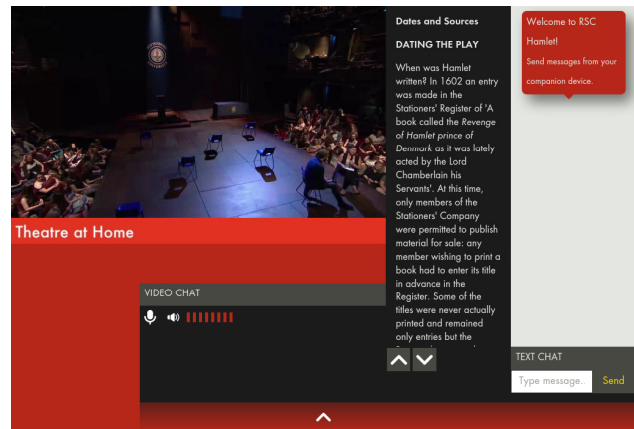 Theatre at Home
VIDEO CHAT
Dates and Sources
DATING THE PLAY
When was Hamlet
written? In 1602 an entry
was made in the
Stationers' Register of 'A
book called the Revenge
of Hamlet prince of
Denmark as it was lately
acted by the Lord
Chamberlain his
Servants'. At this time,
only members of the
Stationers' Company
were permitted to publish
material for sale: any
member wishing to print a
book had to enter its title
in advance in the
Register. Some of the
titles were never actually
printed and remained
only entries but the
Welcome to RSC
Hamlet!
Send messages from your
companion device.
TEXT CHAT
Type message..
Send